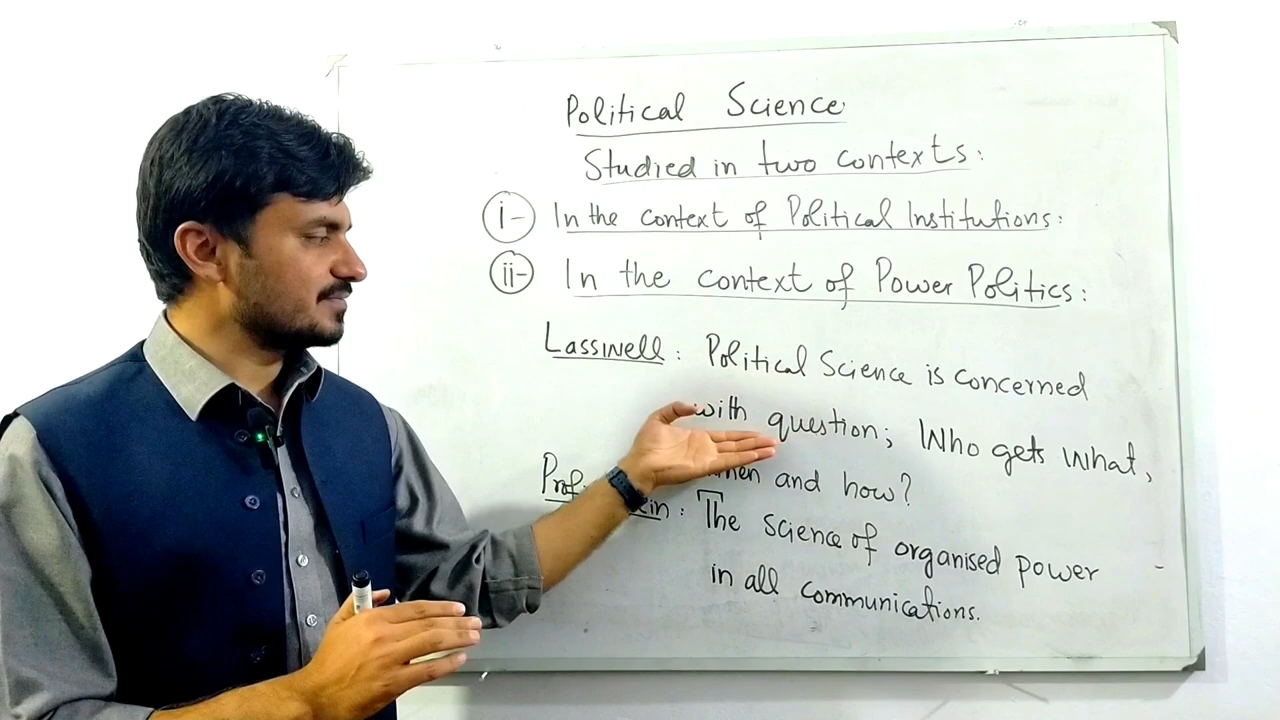 Political Science
Studied in two contexts:
i- In the context of Political Institutions:
ii- In the context of Power Politics:
Lasswell: Political Science is concerned
with question; Who gets what,
and how?
Prof. : The science of organised power
in all communications.